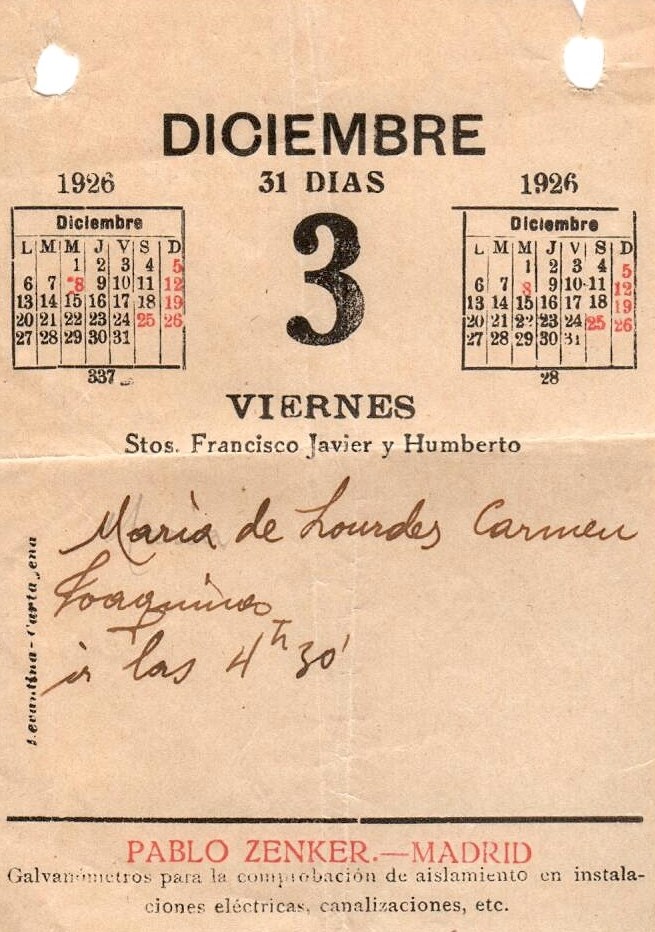 DICIEMBRE
1926 31 DIAS 1926
3
Diciembre
L M M J V S D
1 2 3 4 5
6 7 8 9 10 11 12
13 14 15 16 17 18 19
20 21 22 23 24 25 26
27 28 29 30 31
337
Diciembre
L M M J V S D
1 2 3 4 5
6 7 8 9 10 11 12
13 14 15 16 17 18 19
20 21 22 23 24 25 26
27 28 29 30 31
28
VIERNES
Stos. Francisco Javier y Humberto
María de Lourdes Carmen
Joaquina
a las 4h 30'
Levantina - Cartagena
PABLO ZENKER.—MADRID
Galvanómetros para la comprobación de aislamiento en instala-
ciones eléctricas, canalizaciones, etc.